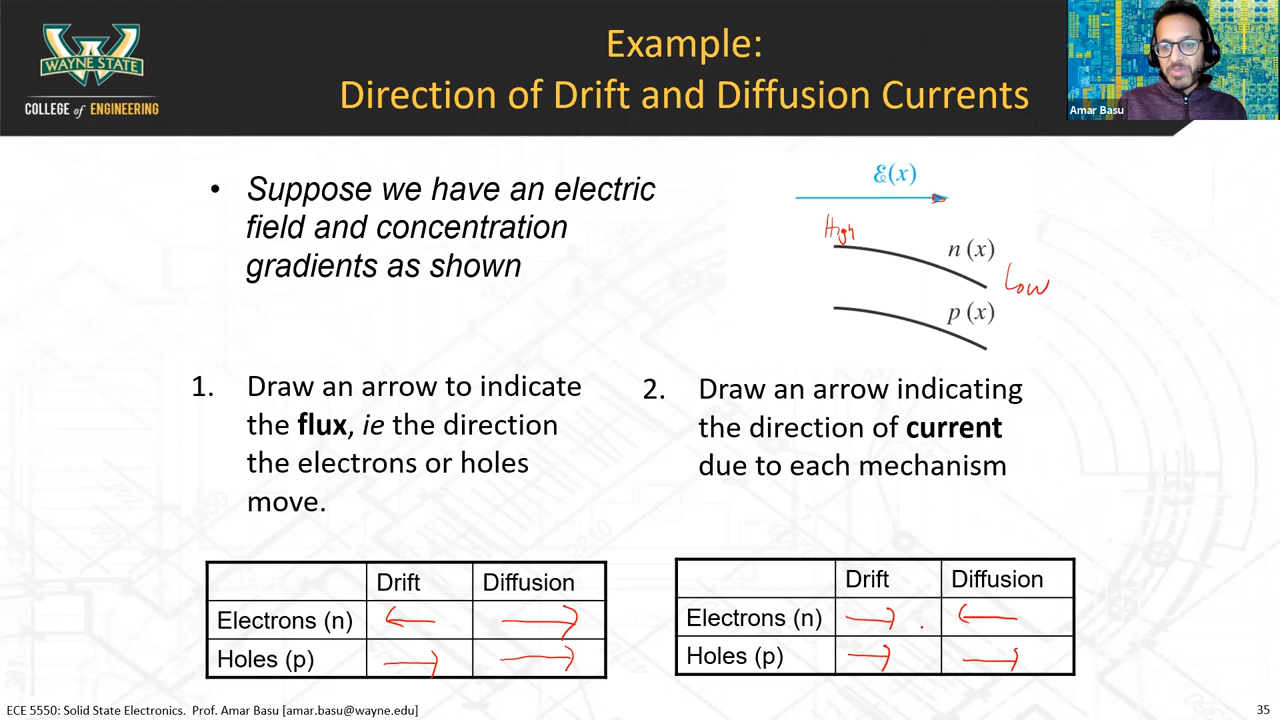 WAYNE STATE
COLLEGE of ENGINEERING
Example:
Direction of Drift and Diffusion Currents
Amar Basu
• Suppose we have an electric
field and concentration
gradients as shown
ℰ(x)
High
n (x)
Low
p (x)
1. Draw an arrow to indicate
the flux, ie the direction
the electrons or holes
move.
2. Draw an arrow indicating
the direction of current
due to each mechanism
Drift Diffusion
Electrons (n) ← →
Holes (p) → →
Drift Diffusion
Electrons (n) → ←
Holes (p) → →
ECE 5550: Solid State Electronics. Prof. Amar Basu [amar.basu@wayne.edu]
35